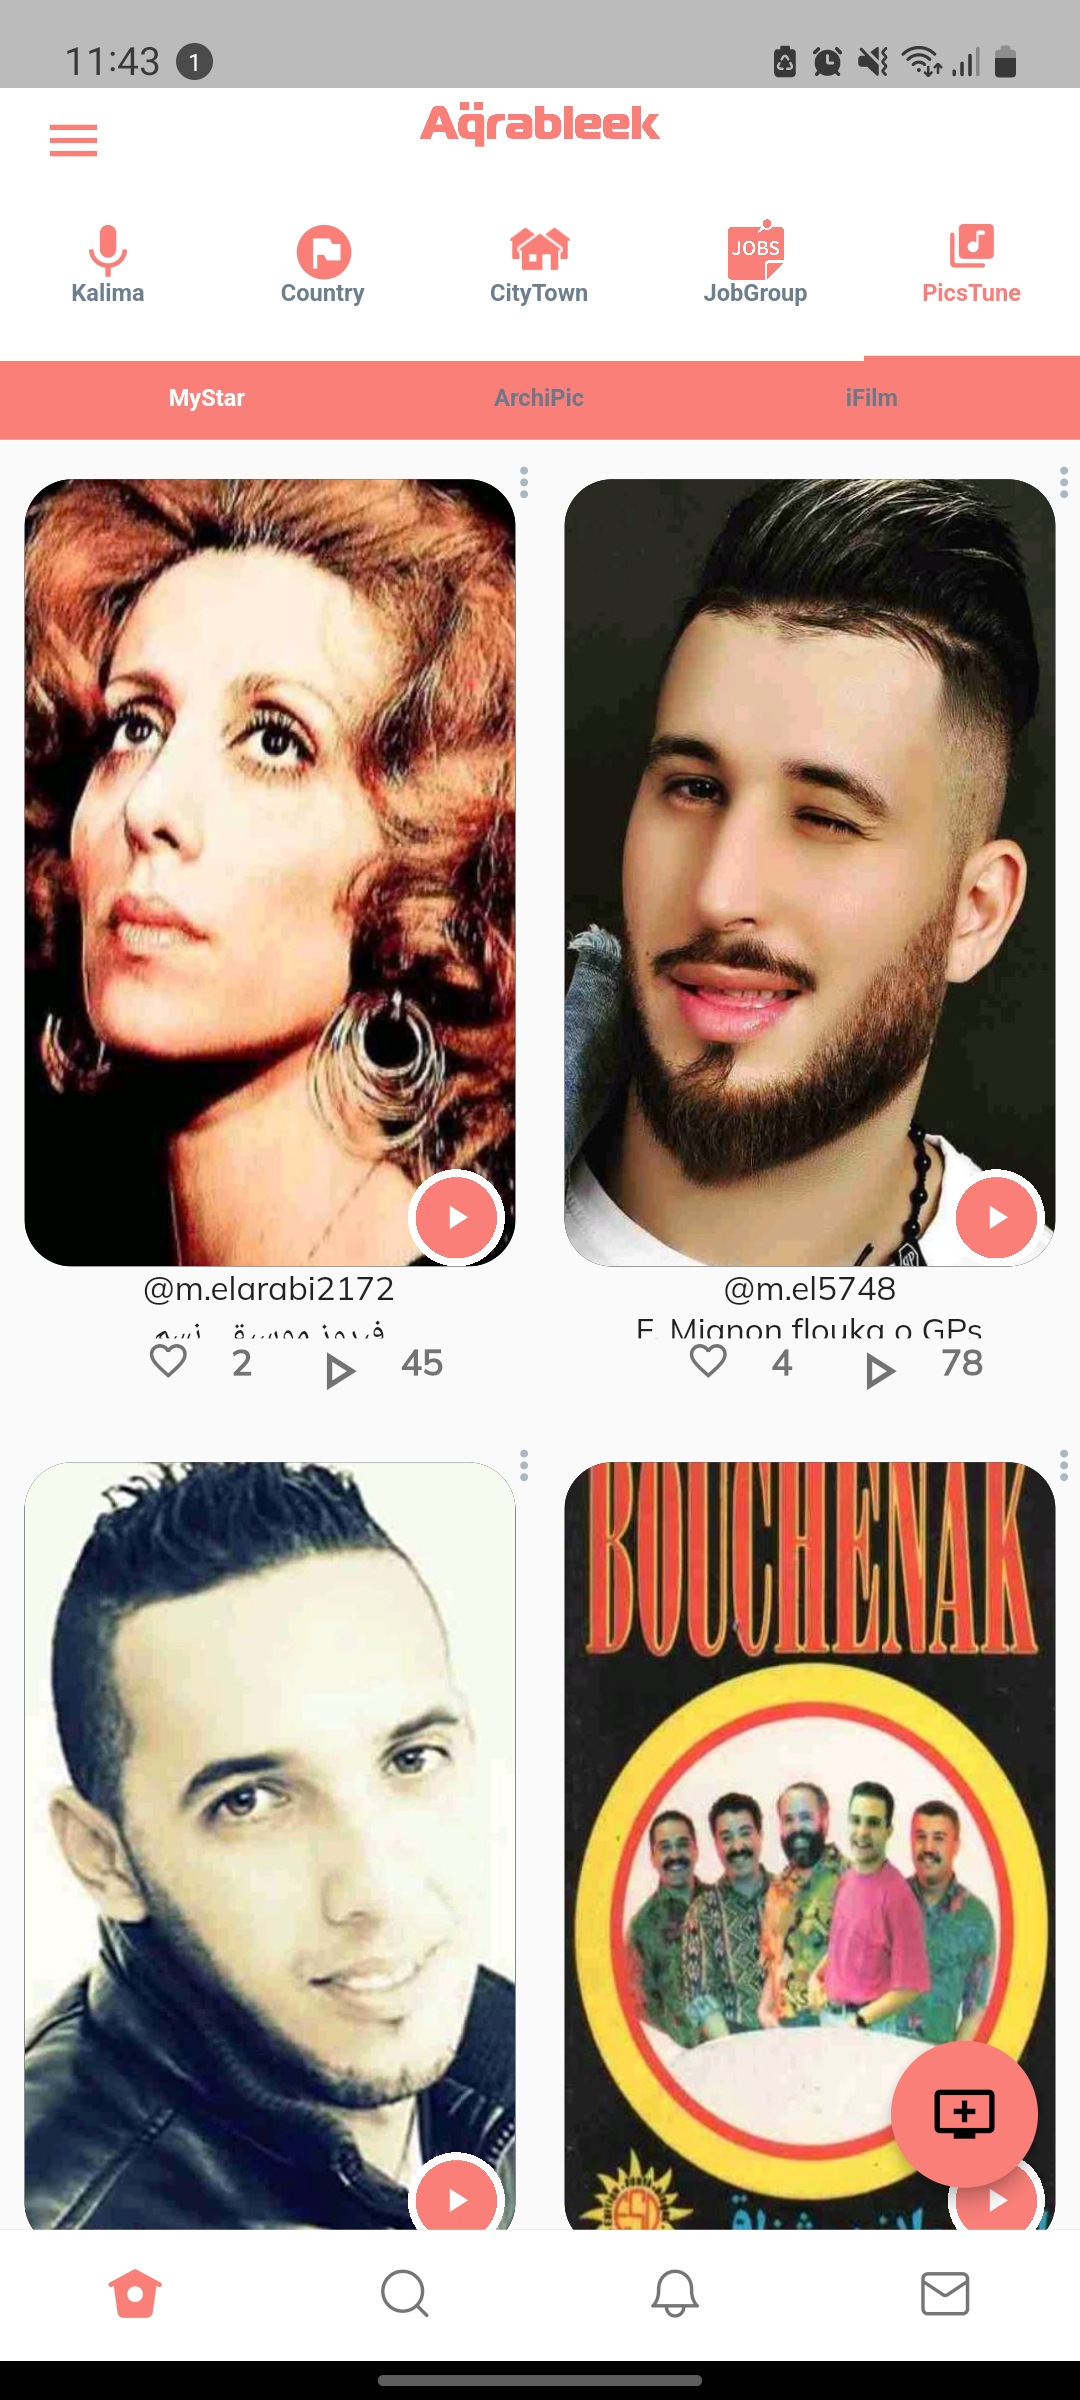 11:43 1
Aqrableek
Kalima Country CityTown JOBS JobGroup PicsTune
MyStar ArchiPic iFilm
@m.elarabi2172 @m.el5748
F. Mignon flouka o GPs
2 45 4 78
BOUCHENAK